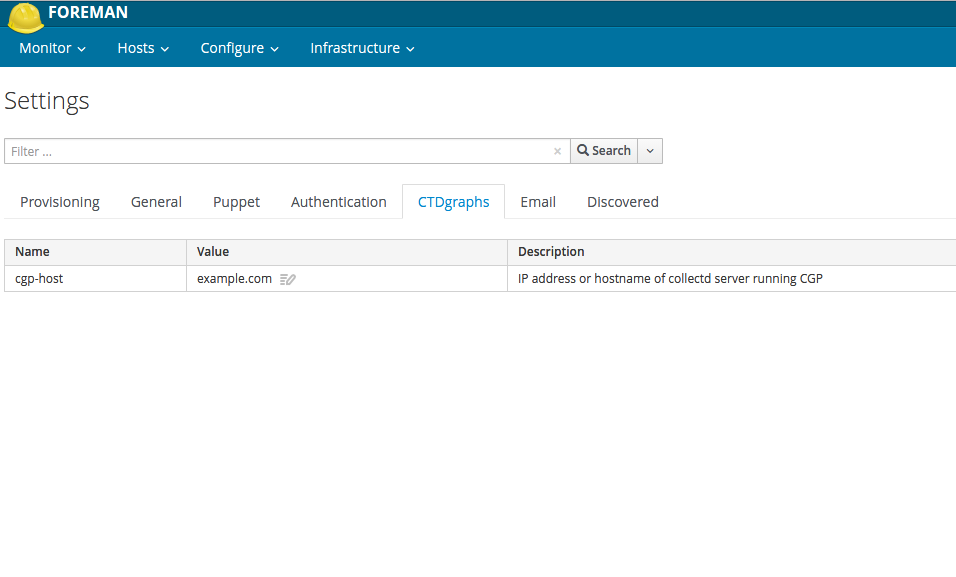 FOREMAN
Monitor Hosts Configure Infrastructure
Settings
Filter ... × Search
Provisioning General Puppet Authentication CTDgraphs Email Discovered
Name Value Description
cgp-host example.com IP address or hostname of collectd server running CGP